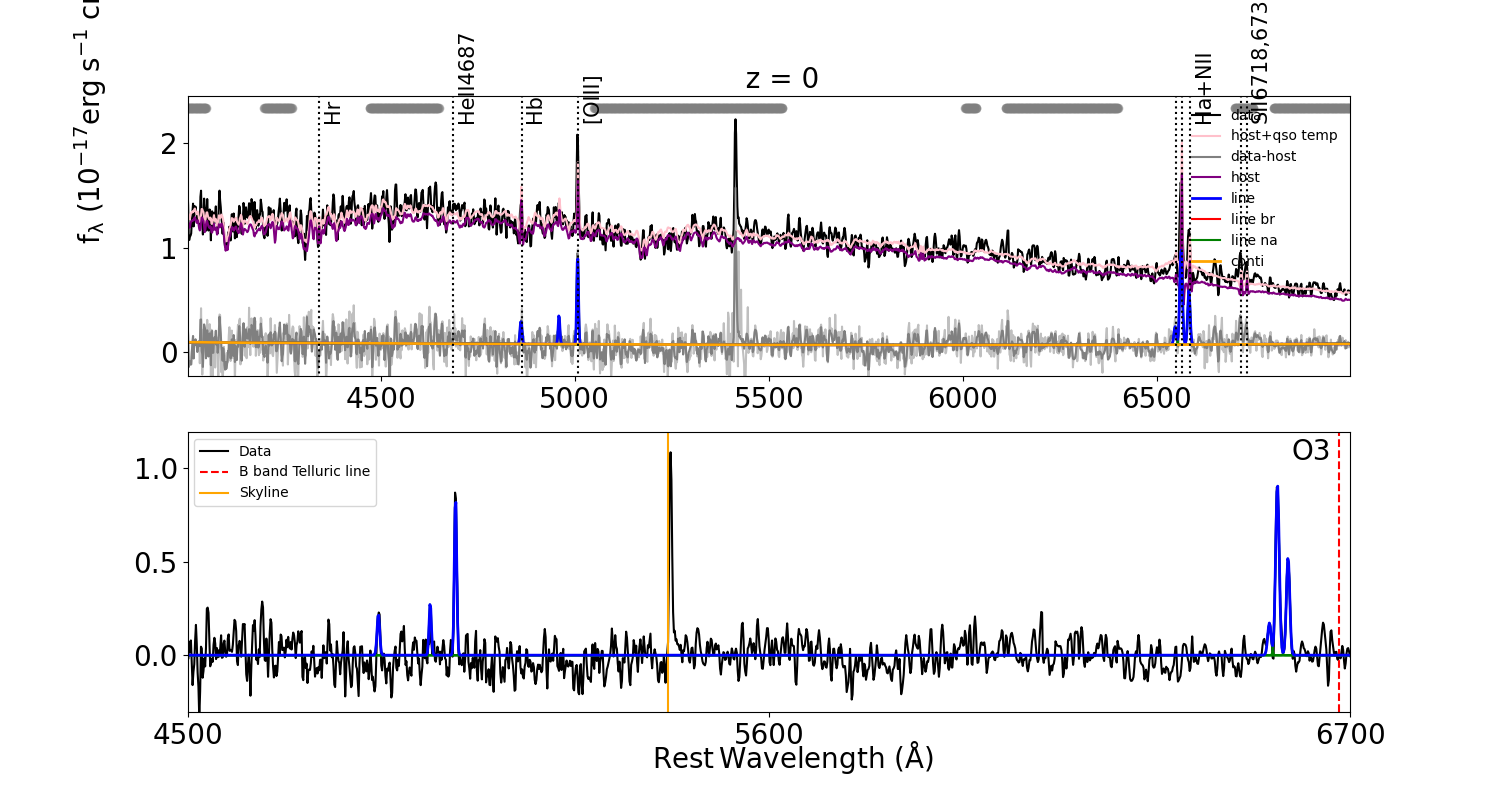 f_λ (10^−17 erg s^−1
z = 0
Hr
HeII4687
Hb
[OIII]
Ha+NII
SII6718,673
data
host+qso temp
data-host
host
line
line br
line na
conti
2
1
0
4500
5000
5500
6000
6500
Data
B band Telluric line
Skyline
O3
1.0
0.5
0.0
4500
5600
6700
Rest Wavelength (Å)